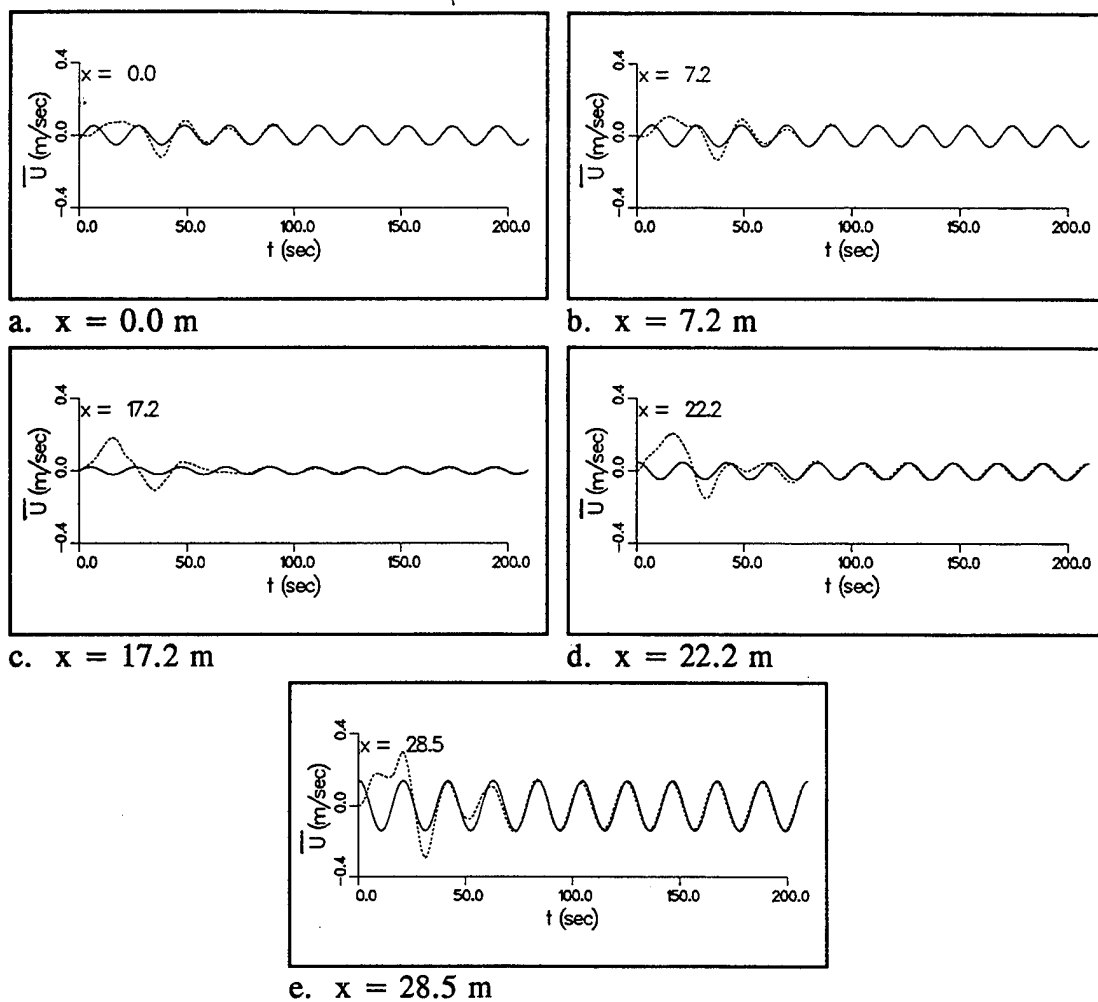 x = 0.0
0.4
0.0
-0.4
U (m/sec)
0.0 50.0 100.0 150.0 200.0
t (sec)
a. x = 0.0 m
x = 7.2
0.4
0.0
-0.4
U (m/sec)
0.0 50.0 100.0 150.0 200.0
t (sec)
b. x = 7.2 m
x = 17.2
0.4
0.0
-0.4
U (m/sec)
0.0 50.0 100.0 150.0 200.0
t (sec)
c. x = 17.2 m
x = 22.2
0.4
0.0
-0.4
U (m/sec)
0.0 50.0 100.0 150.0 200.0
t (sec)
d. x = 22.2 m
x = 28.5
0.4
0.0
-0.4
U (m/sec)
0.0 50.0 100.0 150.0 200.0
t (sec)
e. x = 28.5 m